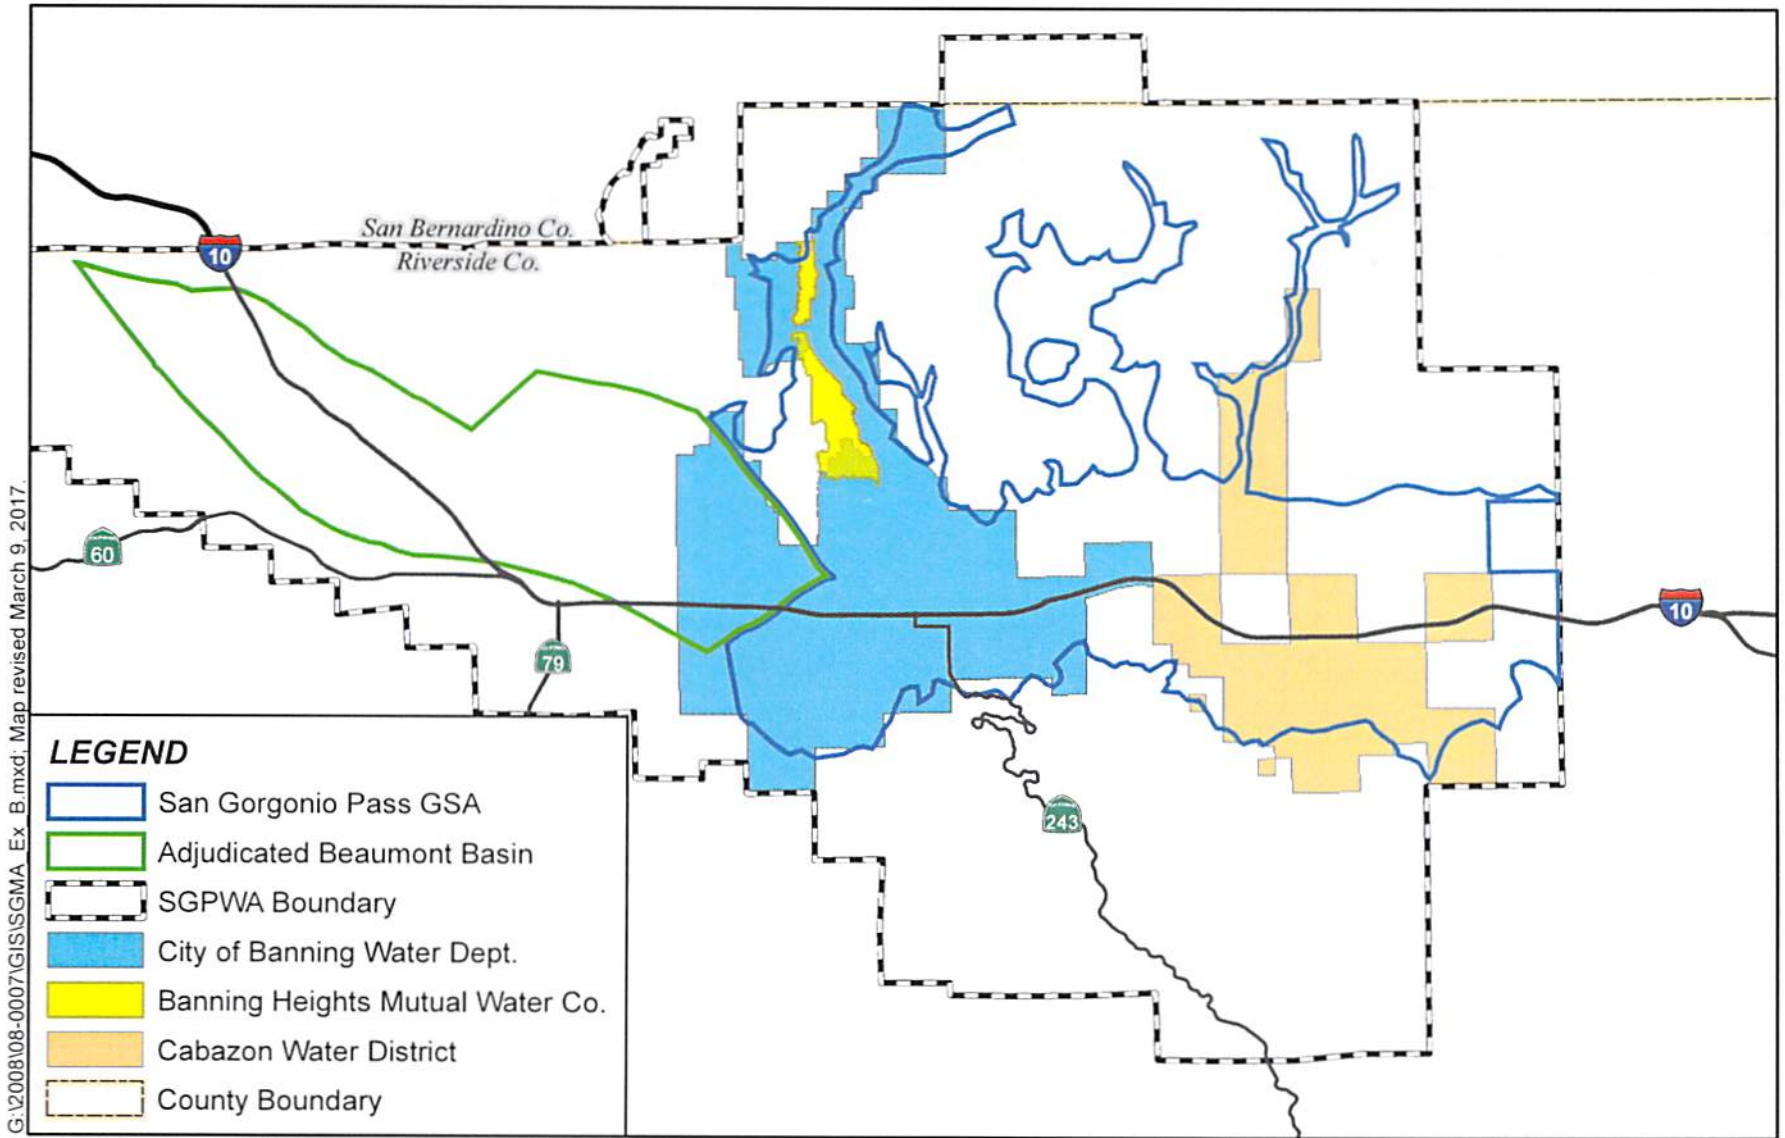 San Bernardino Co.
Riverside Co.
10
60
79
10
243
LEGEND
San Gorgonio Pass GSA
Adjudicated Beaumont Basin
SGPWA Boundary
City of Banning Water Dept.
Banning Heights Mutual Water Co.
Cabazon Water District
County Boundary
G:\2008\08-0007\GIS\SGMA_Ex_B.mxd; Map revised March 9, 2017.